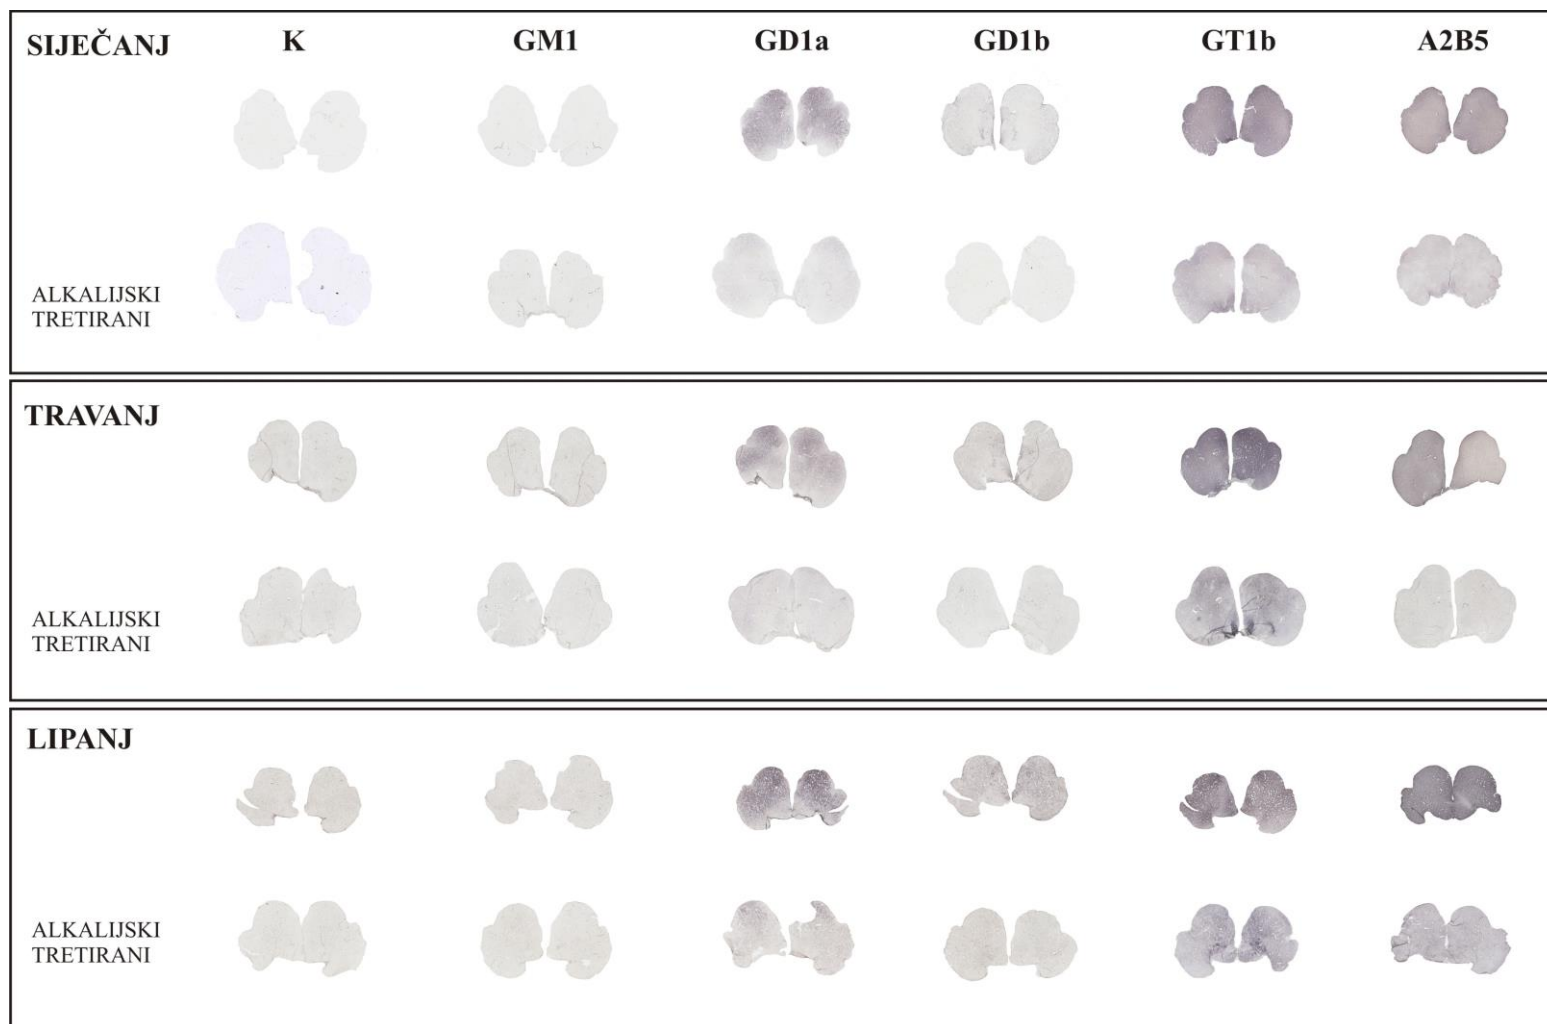 SIJEČANJ K GM1 GD1a GD1b GT1b A2B5
ALKALIJSKI
TRETIRANI
TRAVANJ
ALKALIJSKI
TRETIRANI
LIPANJ
ALKALIJSKI
TRETIRANI